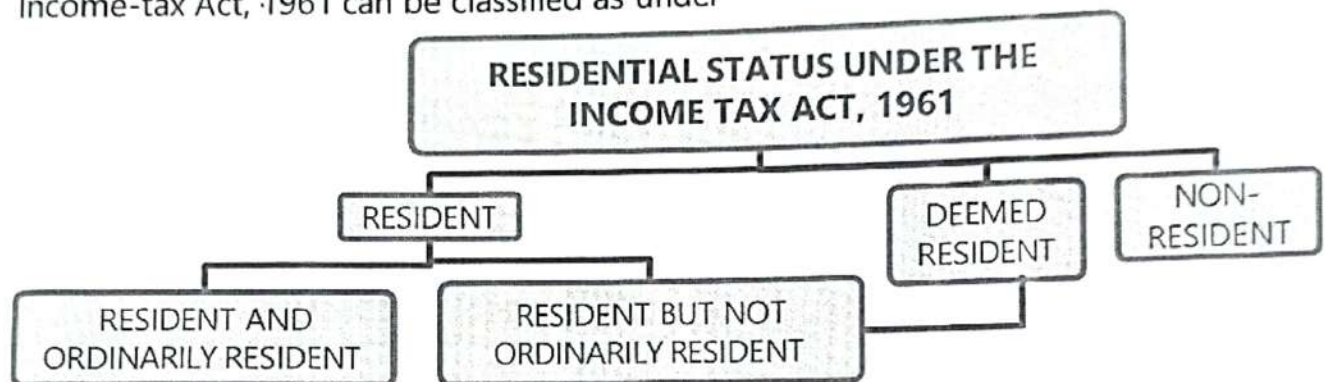 Income-tax Act, 1961 can be classified as under
RESIDENTIAL STATUS UNDER THE
INCOME TAX ACT, 1961
RESIDENT
DEEMED
RESIDENT
NON-
RESIDENT
RESIDENT AND
ORDINARILY RESIDENT
RESIDENT BUT NOT
ORDINARILY RESIDENT